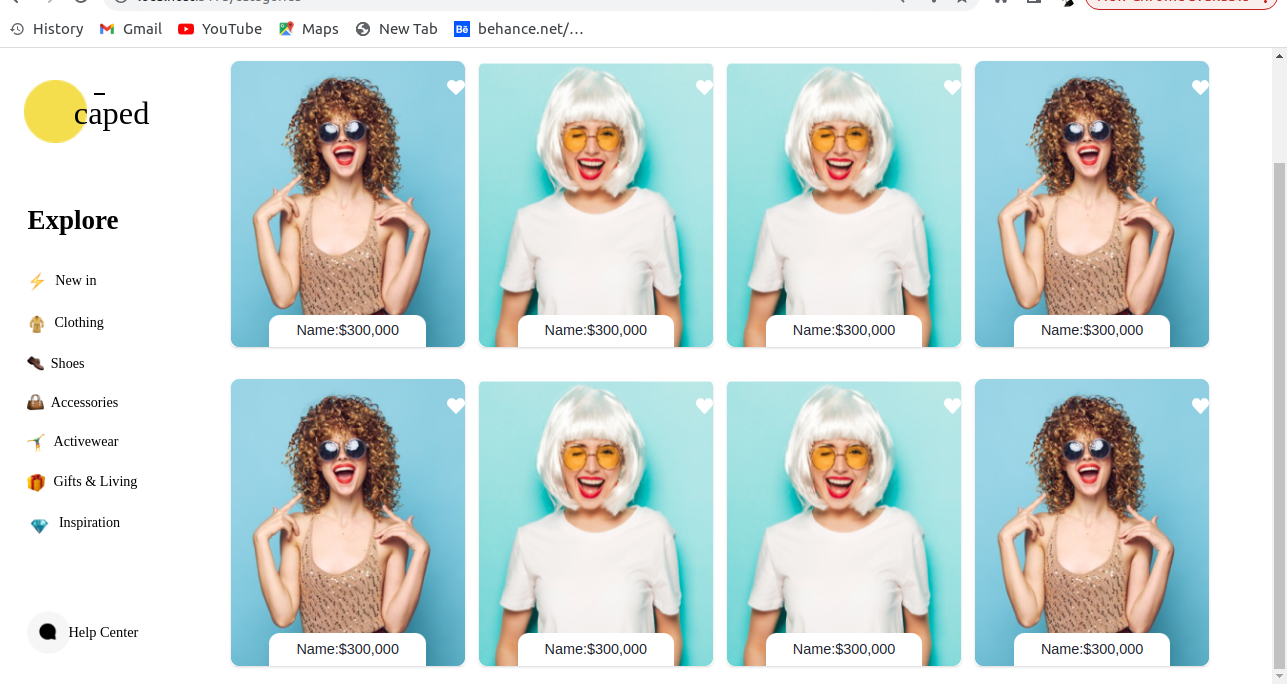 History Gmail YouTube Maps New Tab Bē behance.net/...
caped
Explore
New in
Clothing
Shoes
Accessories
Activewear
Gifts & Living
Inspiration
Help Center
Name:$300,000 Name:$300,000 Name:$300,000 Name:$300,000
Name:$300,000 Name:$300,000 Name:$300,000 Name:$300,000